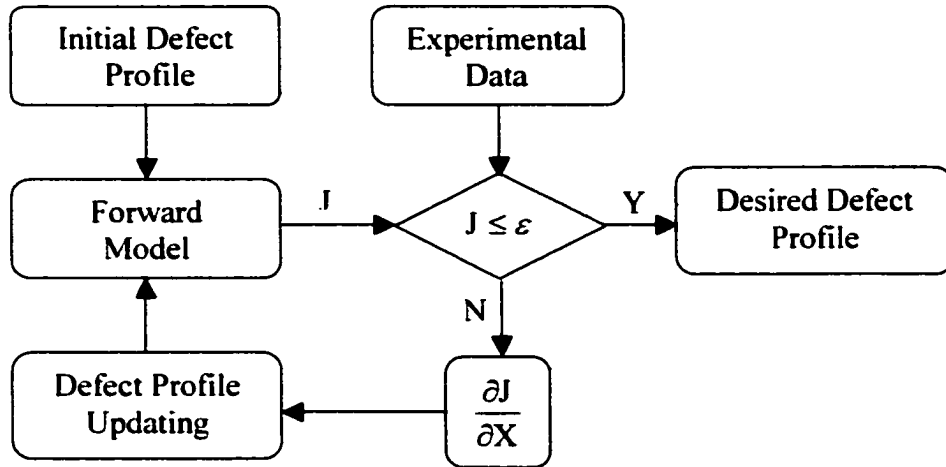 Initial Defect
Profile
Experimental
Data
Forward
Model
J
J ≤ ε
Y
Desired Defect
Profile
N
Defect Profile
Updating
∂J
∂X